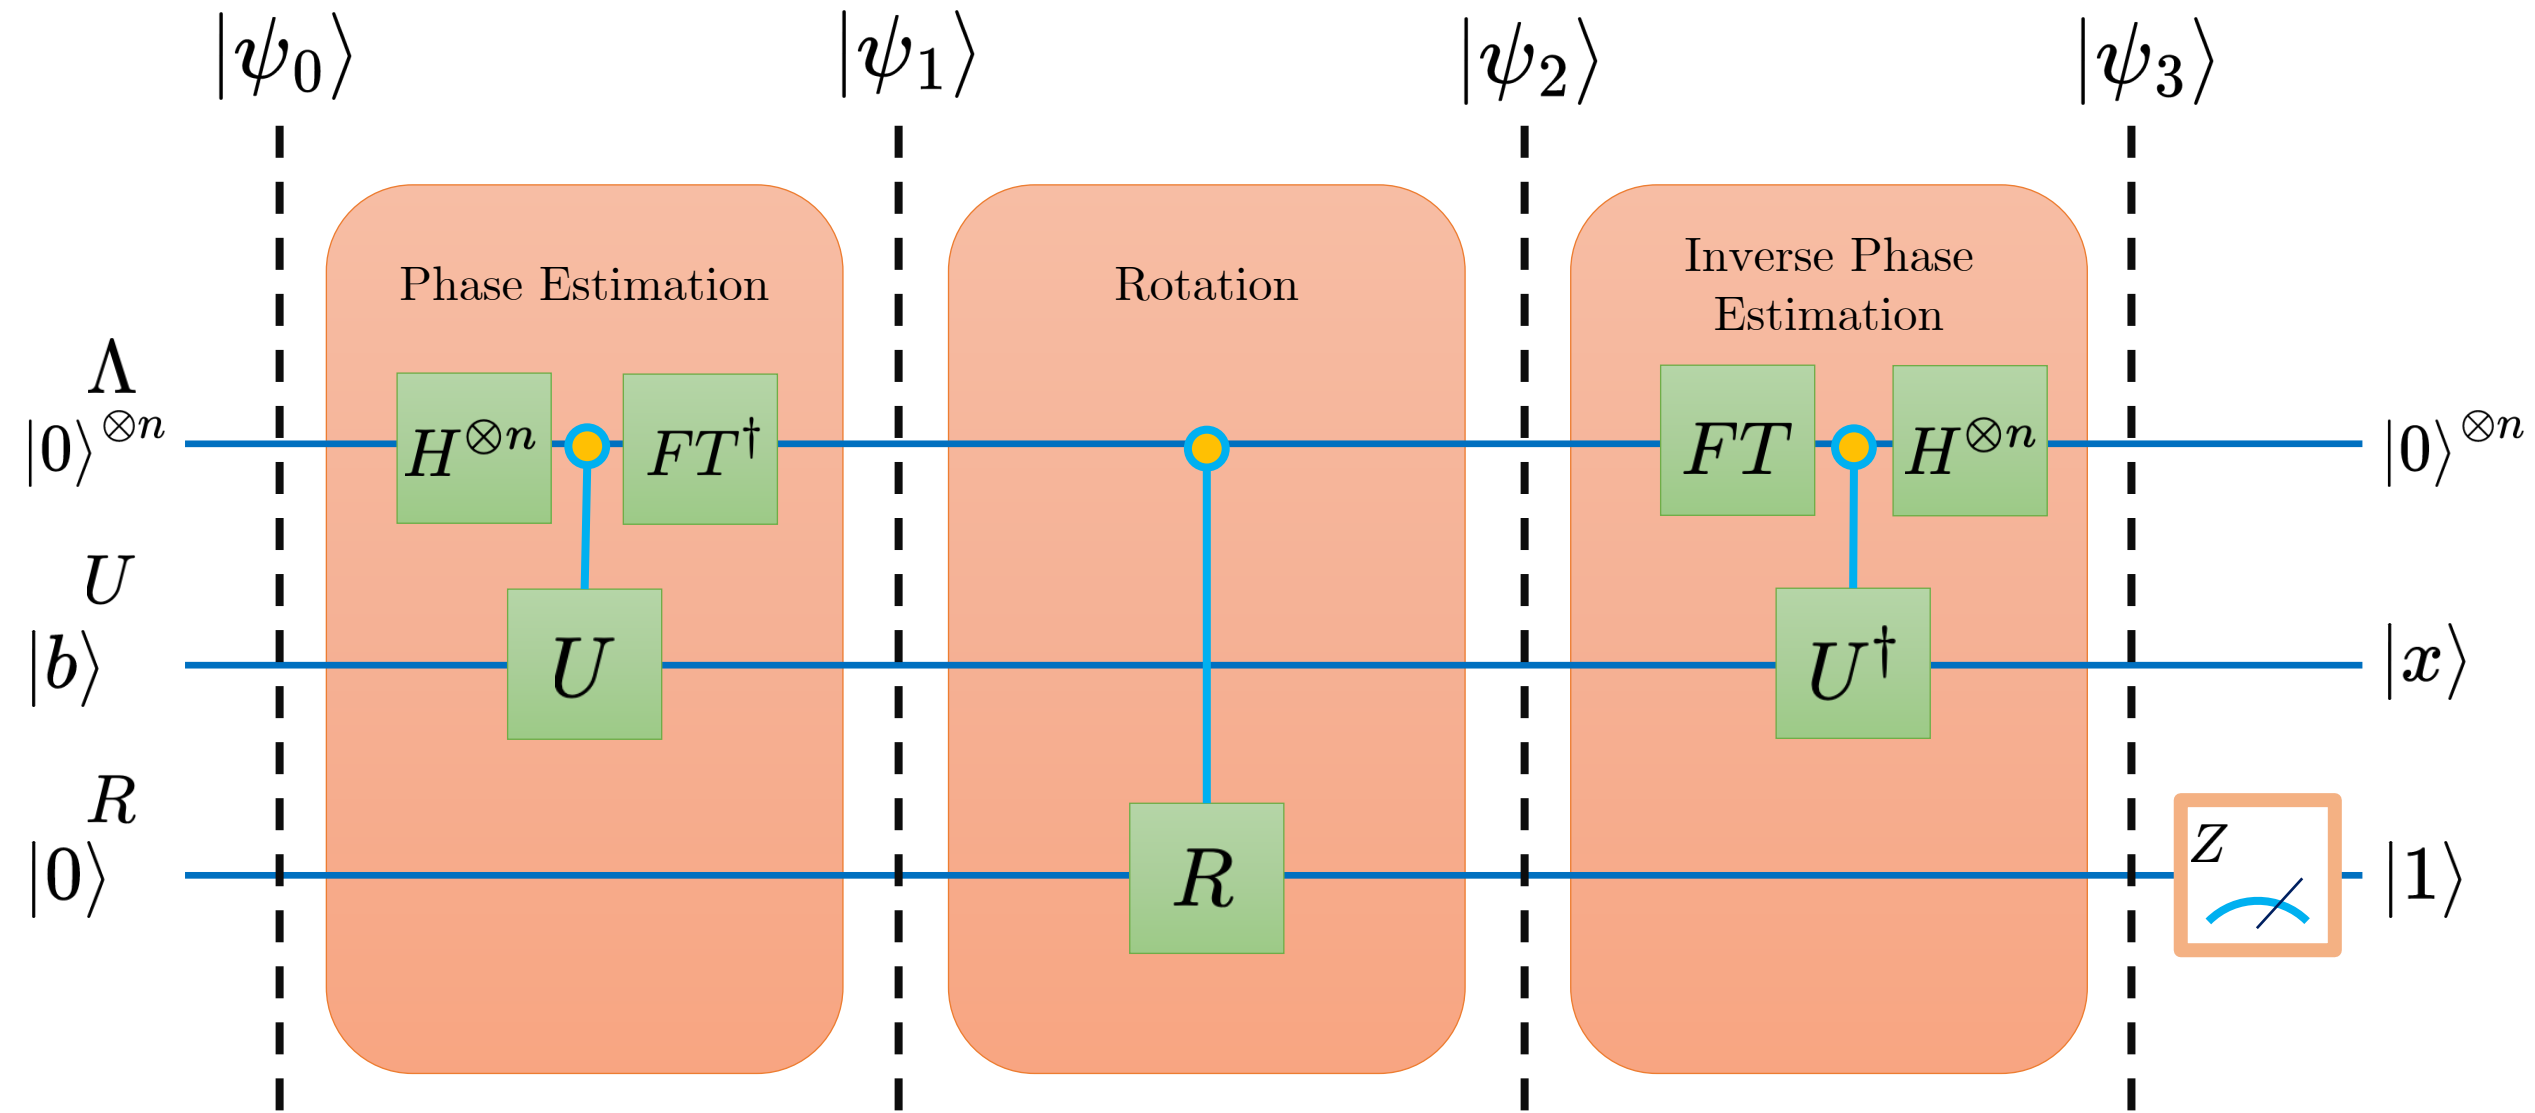 |ψ₀⟩ |ψ₁⟩ |ψ₂⟩ |ψ₃⟩
Phase Estimation
Rotation
Inverse Phase
Estimation
Λ
|0⟩^⊗n H^⊗n FT^† FT H^⊗n |0⟩^⊗n
U
|b⟩ U U^† |x⟩
R
|0⟩ R Z |1⟩